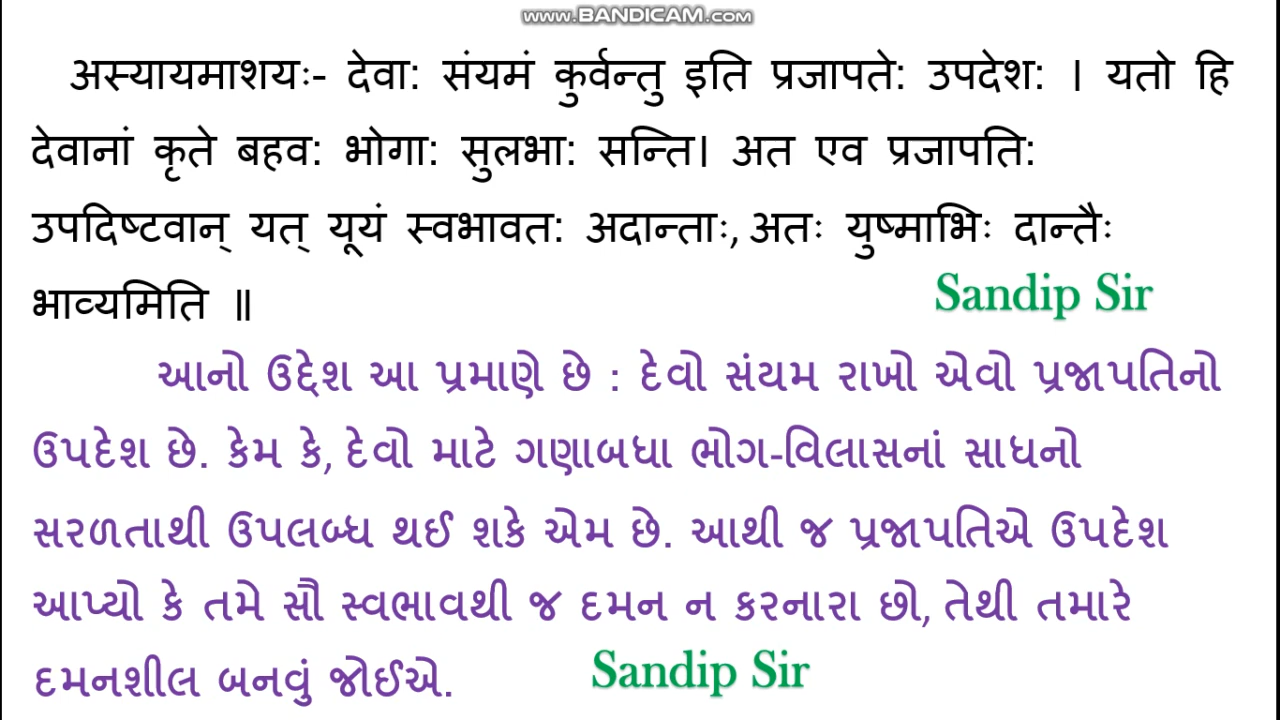 www.BANDICAM.com
अस्यायमाशयः- देवा: संयमं कुर्वन्तु इति प्रजापते: उपदेश: । यतो हि
देवानां कृते बहव: भोगा: सुलभा: सन्ति। अत एव प्रजापति:
उपदिष्टवान् यत् यूयं स्वभावत: अदान्ताः, अतः युष्माभिः दान्तैः
भाव्यमिति ॥
Sandip Sir
આનો ઉદ્દેશ આ પ્રમાણે છે : દેવો સંયમ રાખો એવો પ્રજાપતિનો
ઉપદેશ છે. કેમ કે, દેવો માટે ગણાબધા ભોગ-વિલાસનાં સાધનો
સરળતાથી ઉપલબ્ધ થઈ શકે એમ છે. આથી જ પ્રજાપતિએ ઉપદેશ
આપ્યો કે તમે સૌ સ્વભાવથી જ દમન ન કરનારા છો, તેથી તમારે
દમનશીલ બનવું જોઈએ.
Sandip Sir